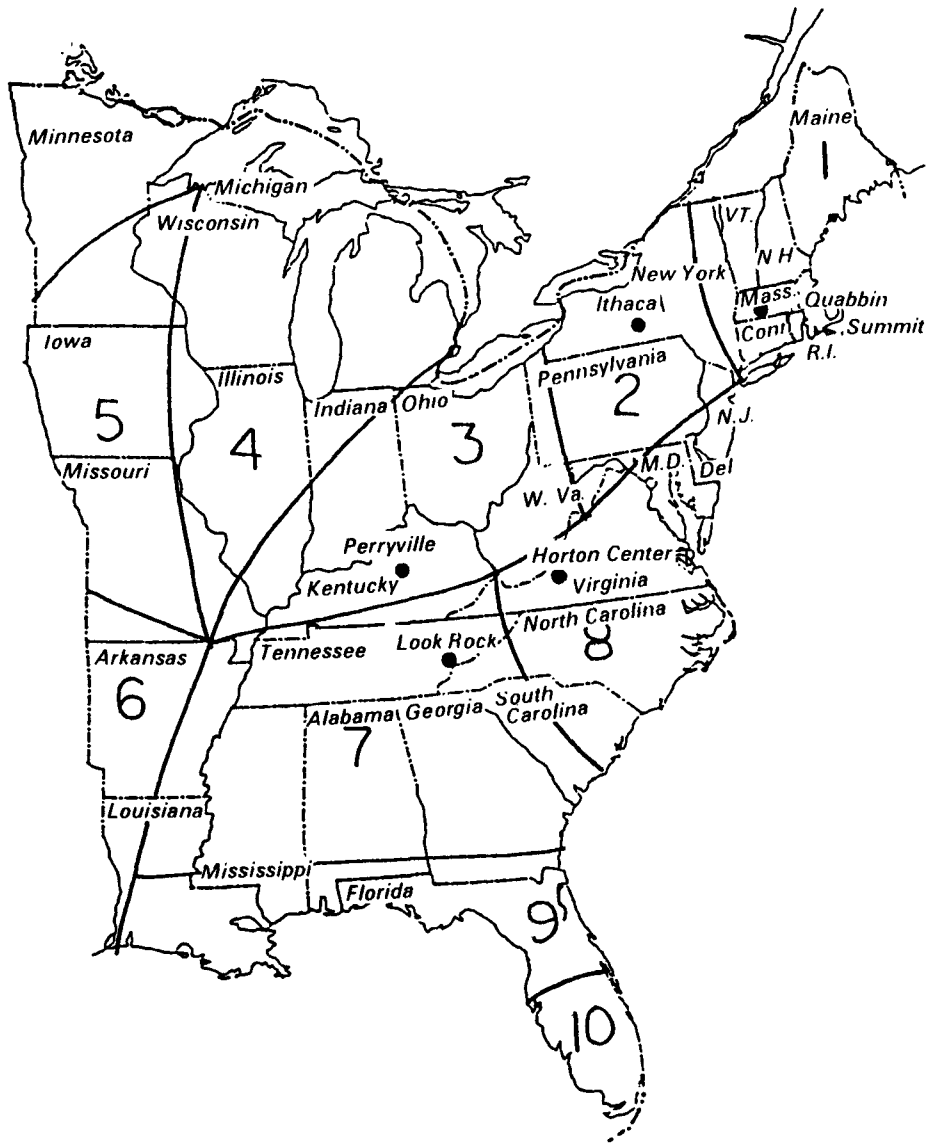 Maine
1
Minnesota
Michigan
Wisconsin
VT.
N H
New York
Mass.
Quabbin
Ithaca
Conn
Summit
Iowa
R.I.
Pennsylvania
Illinois
Indiana
Ohio
2
5
4
3
N.J.
Missouri
M.D.
Del
W. Va.
Perryville
Horton Center
Kentucky
Virginia
North Carolina
Look Rock
Arkansas
Tennessee
8
6
South
Carolina
Alabama
Georgia
7
Louisiana
Mississippi
Florida
9
10